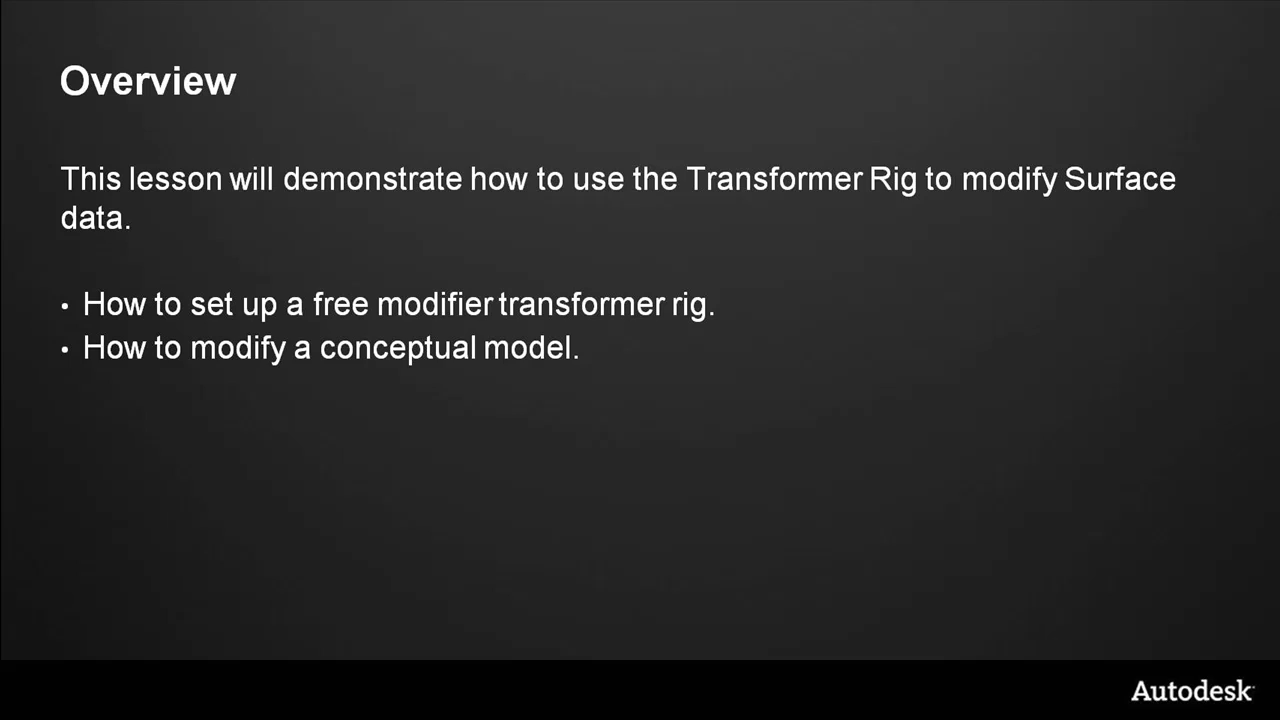 Overview
This lesson will demonstrate how to use the Transformer Rig to modify Surface
data.
• How to set up a free modifier transformer rig.
• How to modify a conceptual model.
Autodesk